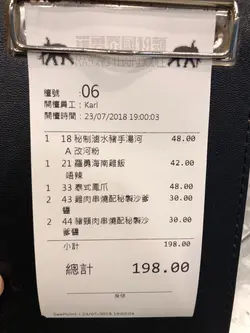 檯號 : 06
開檯員工 : Karl
開檯時間 : 23/07/2018 19:00:03
1 18 秘制滷水豬手湯河 48.00
A 改河粉
1 21 羅勇海南雞飯 42.00
唔辣
1 33 泰式鳳爪 48.00
2 43 雞肉串燒配秘製沙爹 30.00
醬
2 44 豬頸肉串燒配秘製沙 30.00
爹醬
小計 198.00
總計 198.00